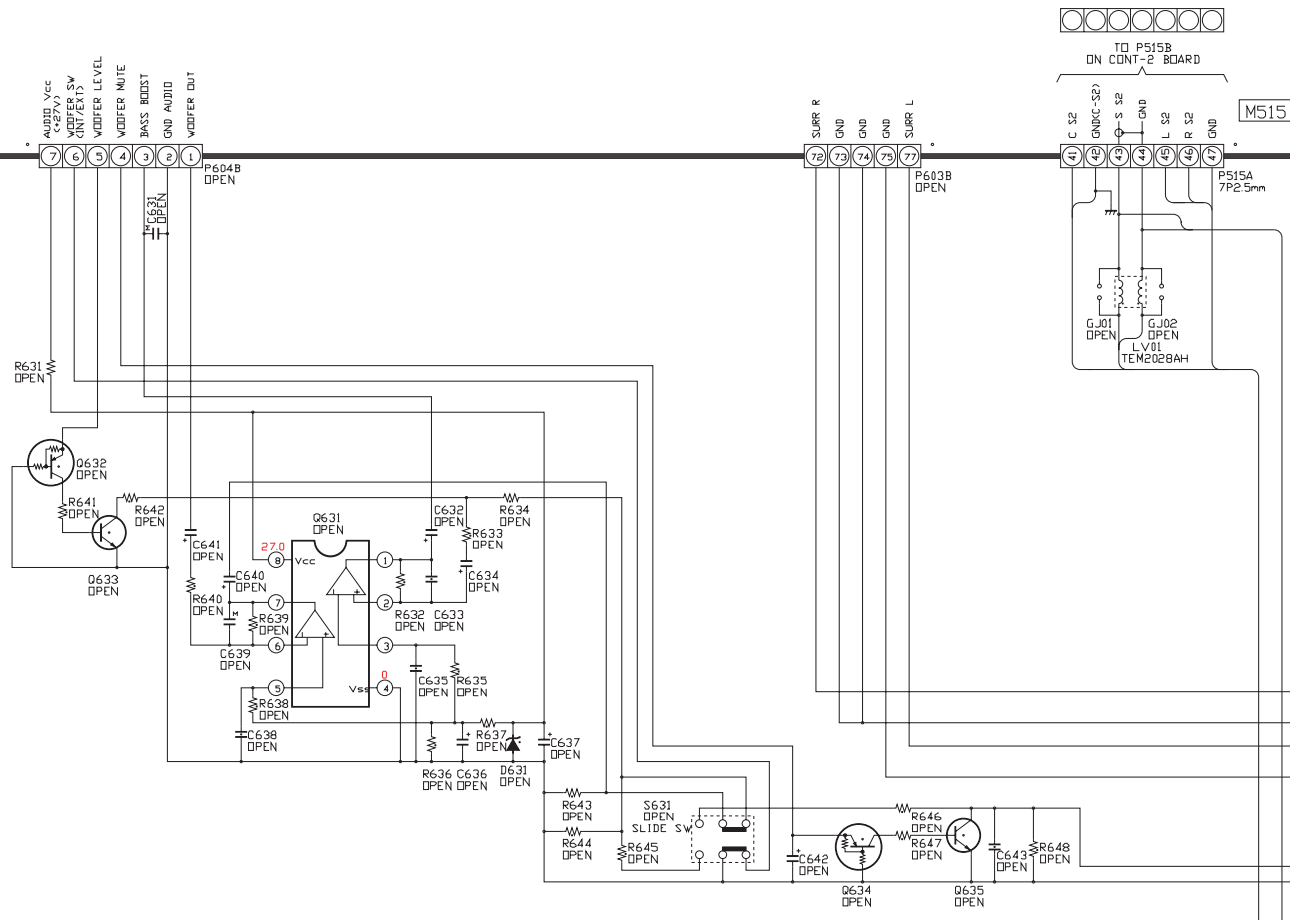 TO P515B
ON CONT-2 BOARD
AUDIO Vcc
(+27V)
WOOFER SW
(INT/EXT)
WOOFER LEVEL
WOOFER MUTE
BASS BOOST
GND AUDIO
WOOFER OUT
SURR R
GND
GND
GND
SURR L
C S2
GND(C-S2)
S S2
GND
L S2
R S2
GND
M515
7 6 5 4 3 2 1
72 73 74 75 77
41 42 43 44 45 46 47
P604B
OPEN
P603B
OPEN
P515A
7P2.5mm
M
C631
OPEN
GJ01
OPEN
GJ02
OPEN
LV01
TEM2028AH
R631
OPEN
Q632
OPEN
R641
OPEN
R642
OPEN
Q631
OPEN
C632
OPEN
R634
OPEN
R633
OPEN
C641
OPEN
27.0
8
Vcc
1
C634
OPEN
Q633
OPEN
C640
OPEN
R640
OPEN
7
2
M
R639
OPEN
R632
OPEN
C633
OPEN
C639
OPEN
6
3
0
C635
OPEN
R635
OPEN
5
Vss
4
R638
OPEN
C638
OPEN
R637
OPEN
C637
OPEN
R636
OPEN
C636
OPEN
D631
OPEN
R643
OPEN
S631
SLIDE SW
R644
OPEN
R645
OPEN
R646
OPEN
R647
OPEN
C642
OPEN
C643
OPEN
R648
OPEN
Q634
OPEN
Q635
OPEN